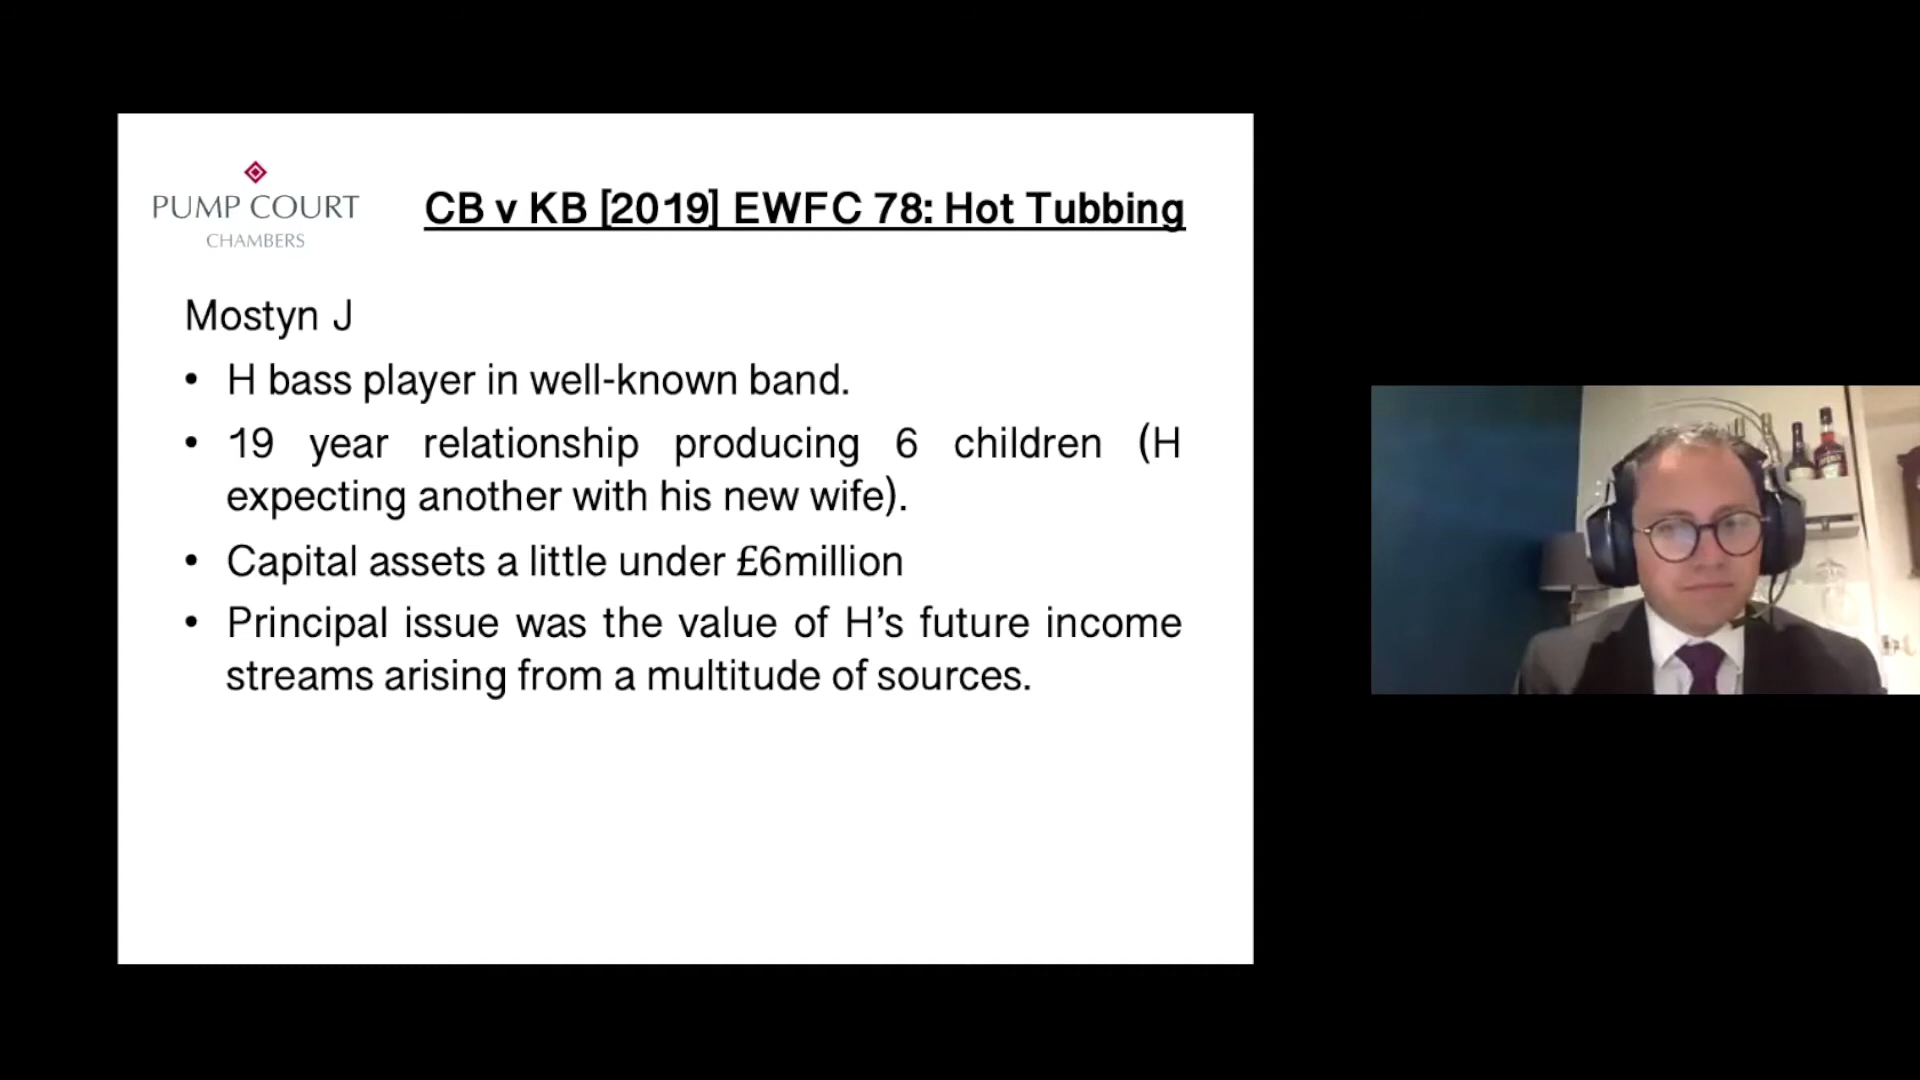 PUMP COURT
CHAMBERS
CB v KB [2019] EWFC 78: Hot Tubbing
Mostyn J
• H bass player in well-known band.
• 19 year relationship producing 6 children (H
expecting another with his new wife).
• Capital assets a little under £6million
• Principal issue was the value of H’s future income
streams arising from a multitude of sources.